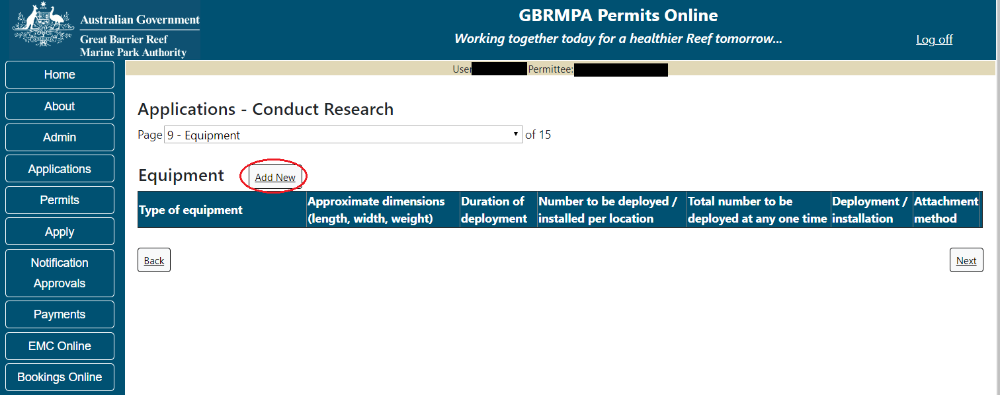 Australian Government
Great Barrier Reef
Marine Park Authority
GBRMPA Permits Online
Working together today for a healthier Reef tomorrow...
Log off
Home
About
Admin
Applications
Permits
Apply
Notification
Approvals
Payments
EMC Online
Bookings Online
User Permittee:
Applications - Conduct Research
Page 9 - Equipment of 15
Equipment Add New
Type of equipment
Approximate dimensions
(length, width, weight)
Duration of
deployment
Number to be deployed /
installed per location
Total number to be
deployed at any one time
Deployment /
installation
Attachment
method
Back
Next